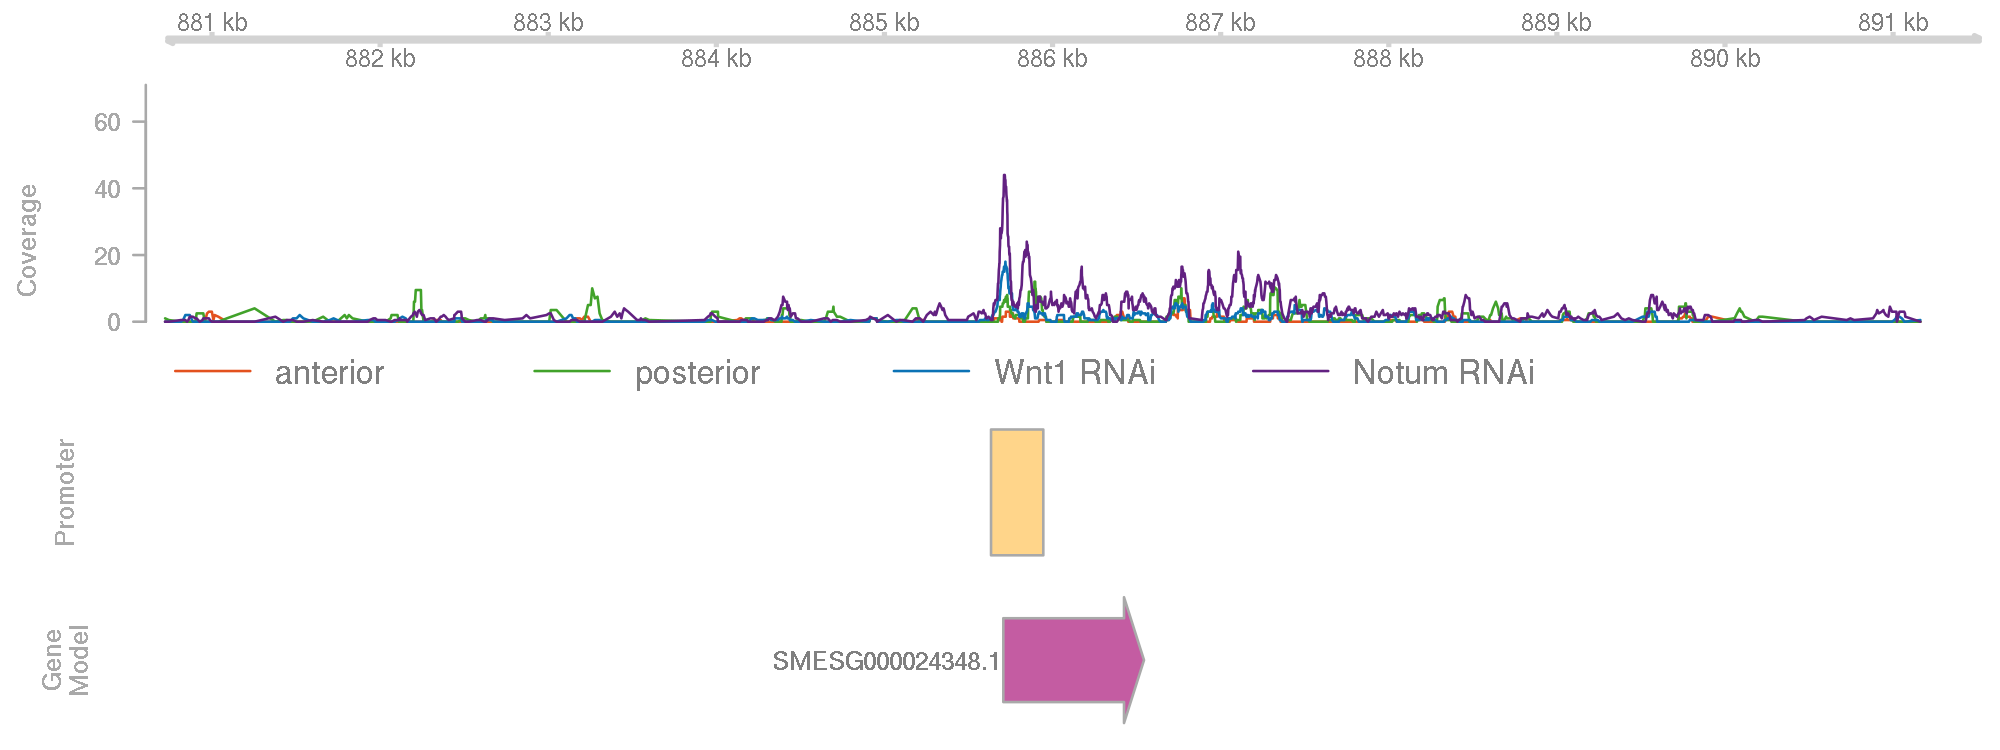 881 kb 883 kb 885 kb 887 kb 889 kb 891 kb
882 kb 884 kb 886 kb 888 kb 890 kb
Coverage
60
40
20
0
anterior posterior Wnt1 RNAi Notum RNAi
Promoter
0
Gene
Model
SMESG000024348.1